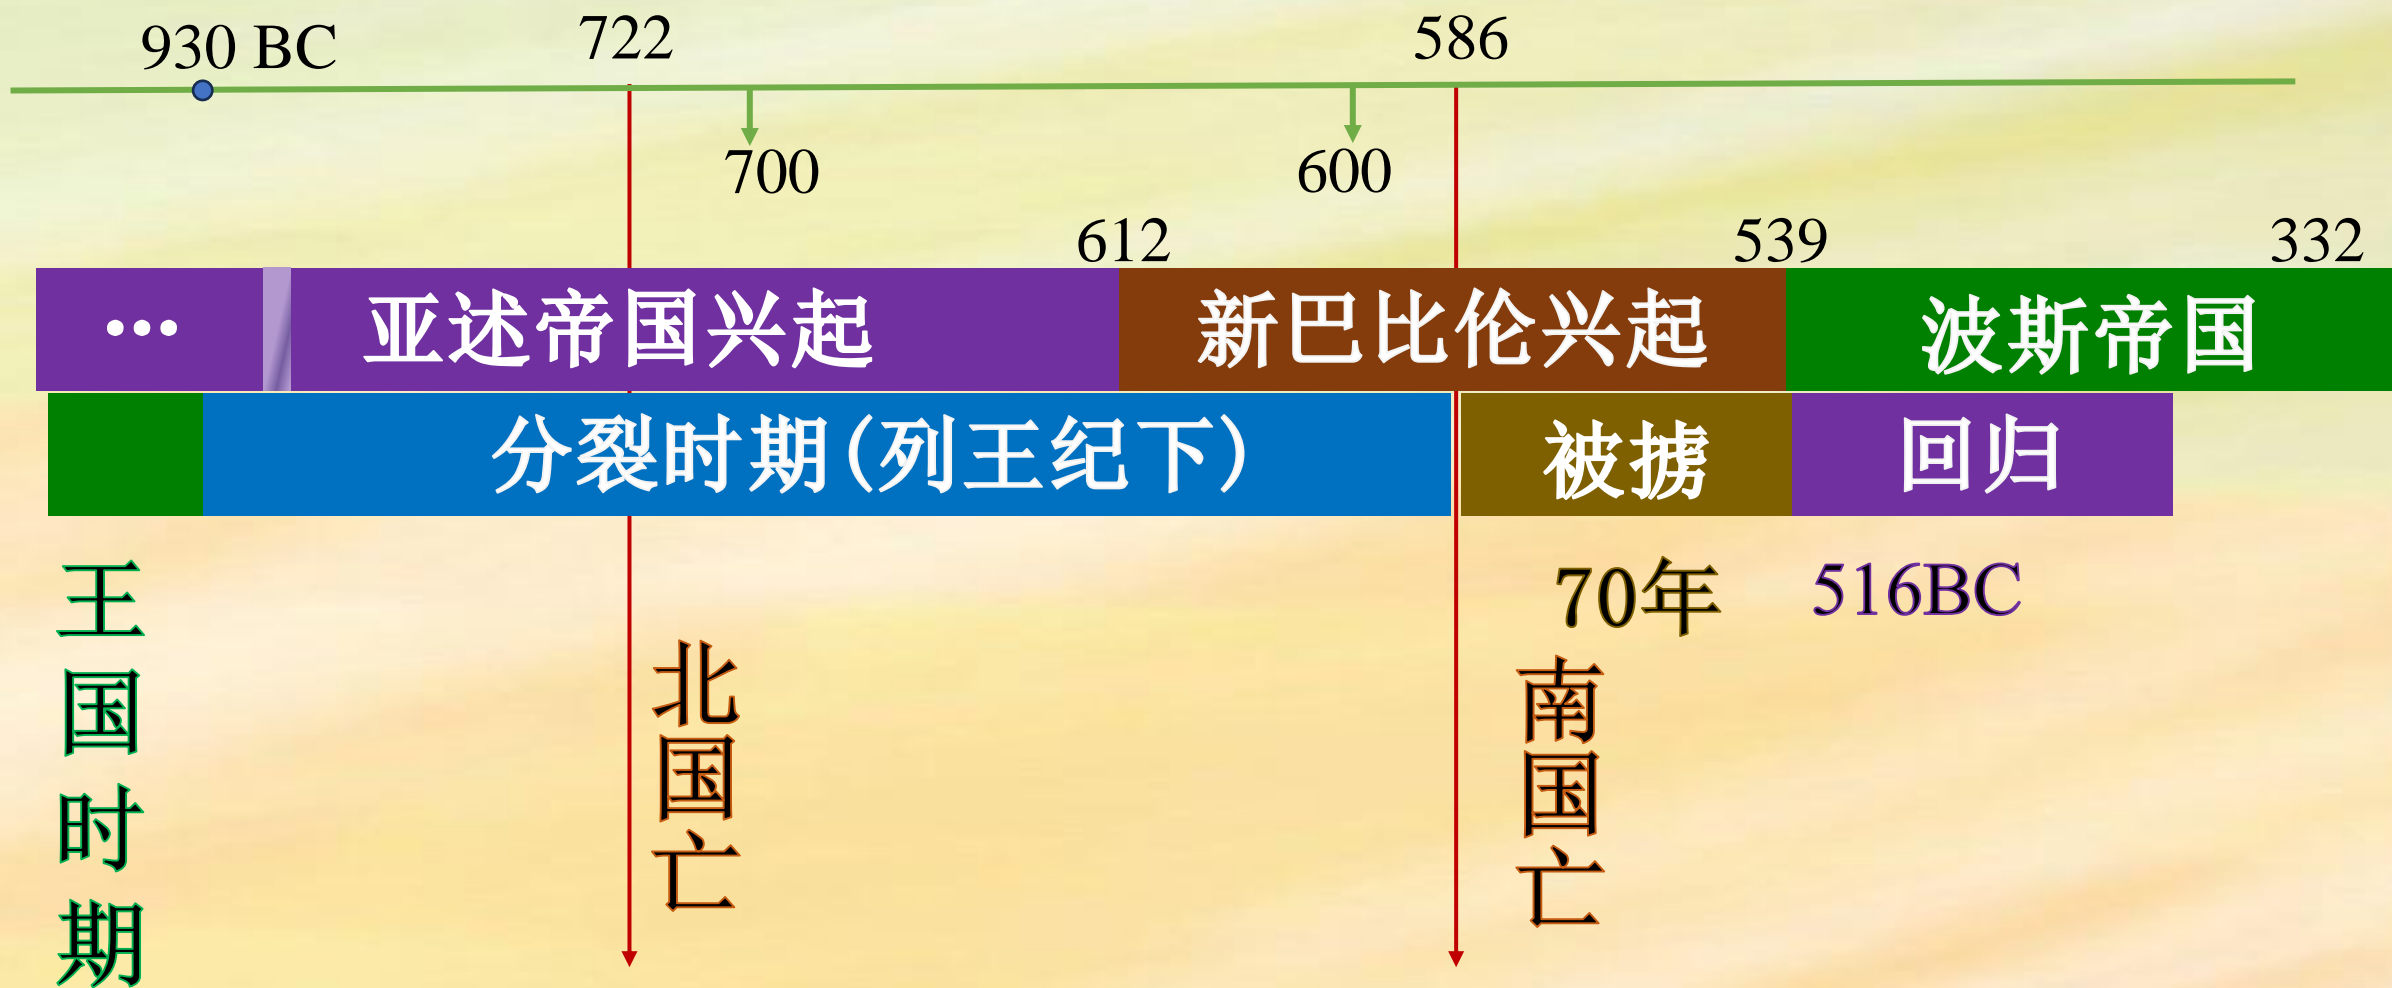 930 BC
722
586
700
600
612
539
332
…
亚述帝国兴起
新巴比伦兴起
波斯帝国
分裂时期(列王纪下)
被掳
回归
70年
516BC
王国时期
北国亡
南国亡